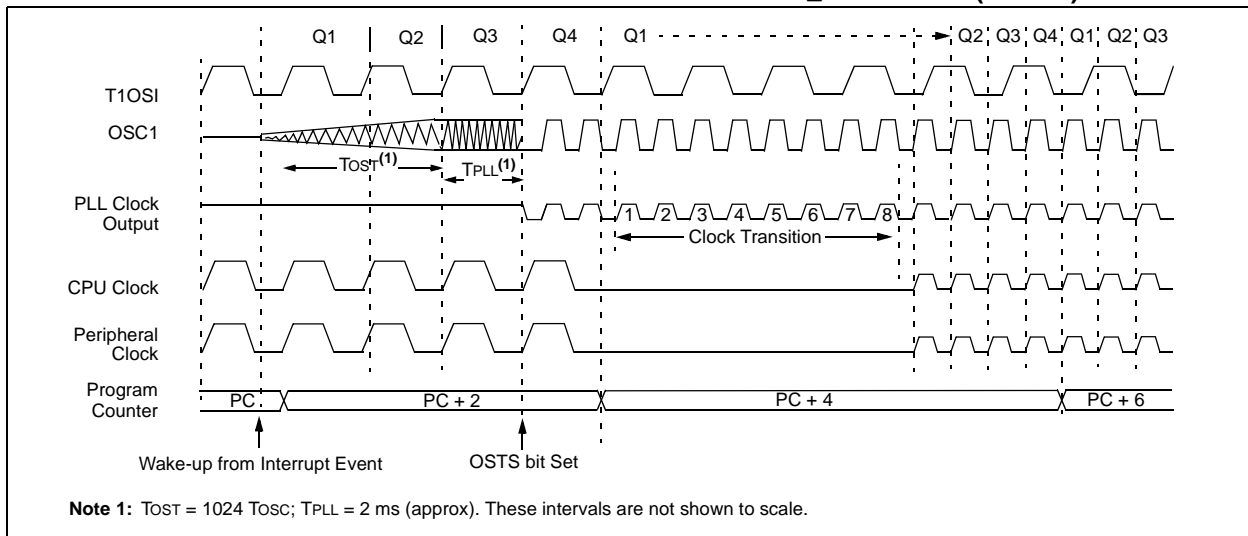 Q1 Q2 Q3 Q4 Q1 Q2 Q3 Q4 Q1 Q2 Q3
T1OSI
OSC1
TOST(1)
TPLL(1)
PLL Clock
Output
1 2 3 4 5 6 7 8
Clock Transition
CPU Clock
Peripheral
Clock
Program
Counter
PC PC + 2 PC + 4 PC + 6
Wake-up from Interrupt Event
OSTS bit Set
Note 1: TOST = 1024 TOSC; TPLL = 2 ms (approx). These intervals are not shown to scale.